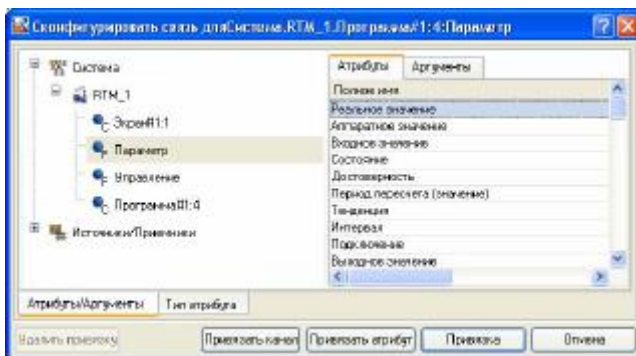 Сконфигурировать связь дляСистема.RTM_1.Программа#1:4:Параметр
Система
RTM_1
Экран#1:1
Параметр
Управление
Программа#1:4
Источники/Приемники
Атрибуты Аргументы
Полное имя
Реальное значение
Аппаратное значение
Входное значение
Состояние
Достоверность
Период пересчета (значение)
Тенденция
Интервал
Подключение
Выходное значение
Атрибуты/Аргументы Тип атрибута
Удалить привязку Привязать канал Привязать атрибут Привязка Отмена